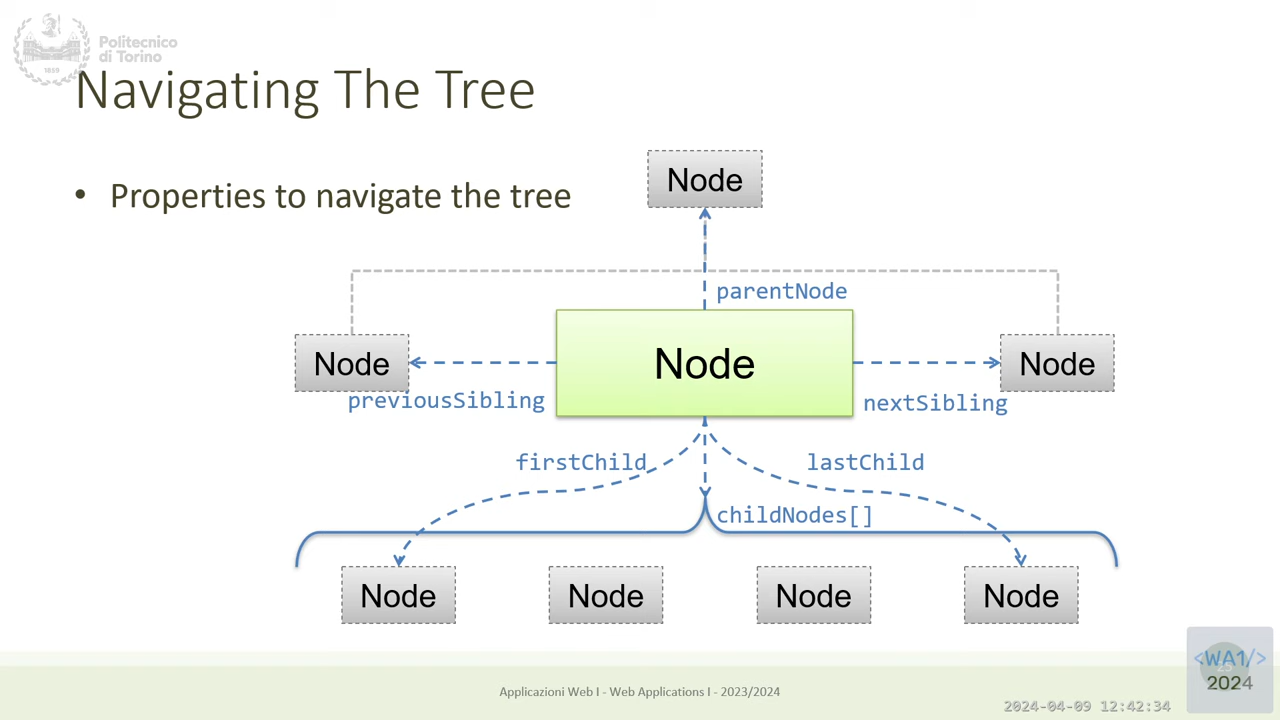 Politecnico
di Torino
1859
Navigating The Tree
• Properties to navigate the tree
Node
parentNode
Node
Node
Node
previousSibling
nextSibling
firstChild
lastChild
childNodes[]
Node
Node
Node
Node
Applicazioni Web I - Web Applications I - 2023/2024
<WA1/>
2024
2024-04-09 12:42:34